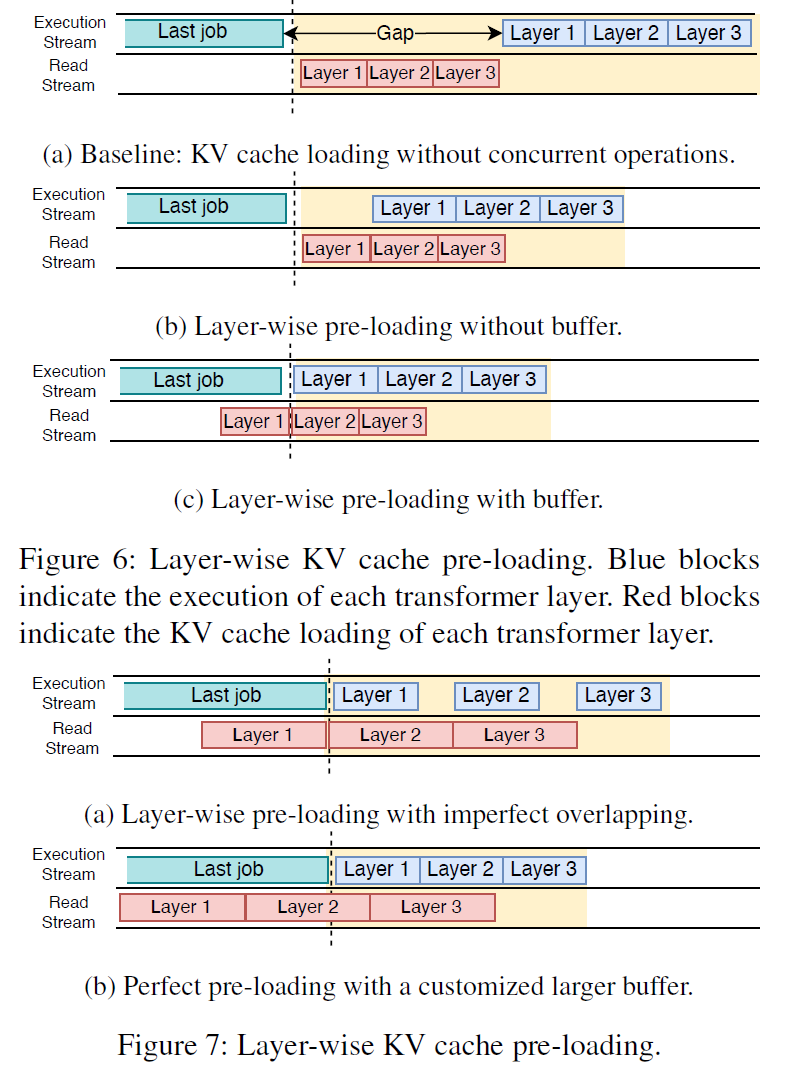 Execution
Stream
Last job
Gap
Layer 1
Layer 2
Layer 3
Read
Stream
Layer 1
Layer 2
Layer 3
(a) Baseline: KV cache loading without concurrent operations.
Execution
Stream
Last job
Layer 1
Layer 2
Layer 3
Read
Stream
Layer 1
Layer 2
Layer 3
(b) Layer-wise pre-loading without buffer.
Execution
Stream
Last job
Layer 1
Layer 2
Layer 3
Read
Stream
Layer 1
Layer 2
Layer 3
(c) Layer-wise pre-loading with buffer.
Figure 6: Layer-wise KV cache pre-loading. Blue blocks
indicate the execution of each transformer layer. Red blocks
indicate the KV cache loading of each transformer layer.
Execution
Stream
Last job
Layer 1
Layer 2
Layer 3
Read
Stream
Layer 1
Layer 2
Layer 3
(a) Layer-wise pre-loading with imperfect overlapping.
Execution
Stream
Last job
Layer 1
Layer 2
Layer 3
Read
Stream
Layer 1
Layer 2
Layer 3
(b) Perfect pre-loading with a customized larger buffer.
Figure 7: Layer-wise KV cache pre-loading.